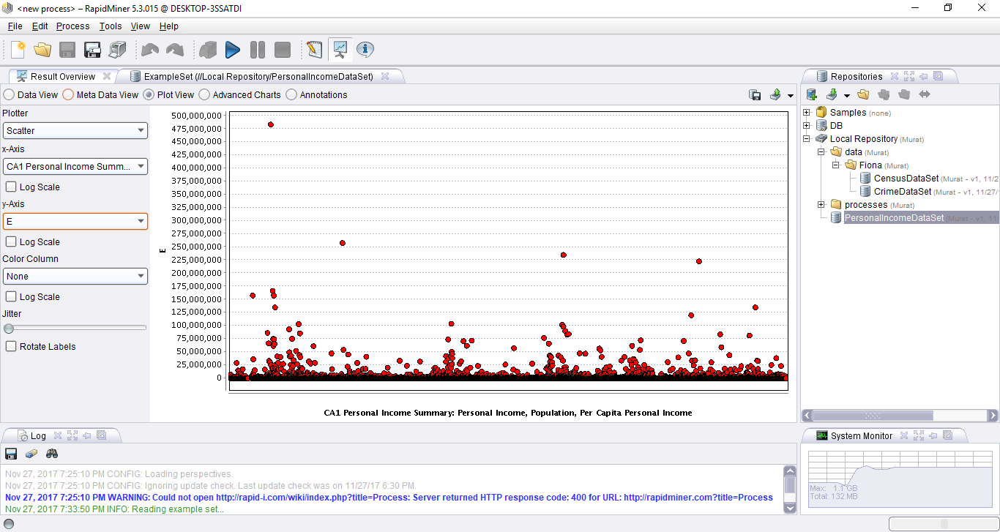 <new process> – RapidMiner 5.3.015 @ DESKTOP-3SSATDI
File Edit Process Tools View Help
Result Overview ExampleSet (//Local Repository/PersonalIncomeDataSet)
Data View Meta Data View Plot View Advanced Charts Annotations
Plotter
Scatter
x-Axis
CA1 Personal Income Summ...
Log Scale
y-Axis
E
Log Scale
Color Column
None
Log Scale
Jitter
Rotate Labels
500,000,000
475,000,000
450,000,000
425,000,000
400,000,000
375,000,000
350,000,000
325,000,000
300,000,000
275,000,000
250,000,000
225,000,000
200,000,000
175,000,000
150,000,000
125,000,000
100,000,000
75,000,000
50,000,000
25,000,000
0
E
CA1 Personal Income Summary: Personal Income, Population, Per Capita Personal Income
Repositories
Samples (none)
DB
Local Repository (Murat)
data (Murat)
Fiona (Murat)
CensusDataSet (Murat - v1, 11/2
CrimeDataSet (Murat - v1, 11/27/
processes (Murat)
PersonalIncomeDataSet (Murat - v1, 11
Log
Nov 27, 2017 7:25:10 PM CONFIG: Loading perspectives.
Nov 27, 2017 7:25:10 PM CONFIG: Ignoring update check. Last update check was on 11/27/17 6:30 PM.
Nov 27, 2017 7:25:10 PM WARNING: Could not open http://rapid-i.com/wiki/index.php?title=Process: Server returned HTTP response code: 400 for URL: http://rapidminer.com?title=Process
Nov 27, 2017 7:33:50 PM INFO: Reading example set...
System Monitor
Max: 1.1 GB
Total: 132 MB